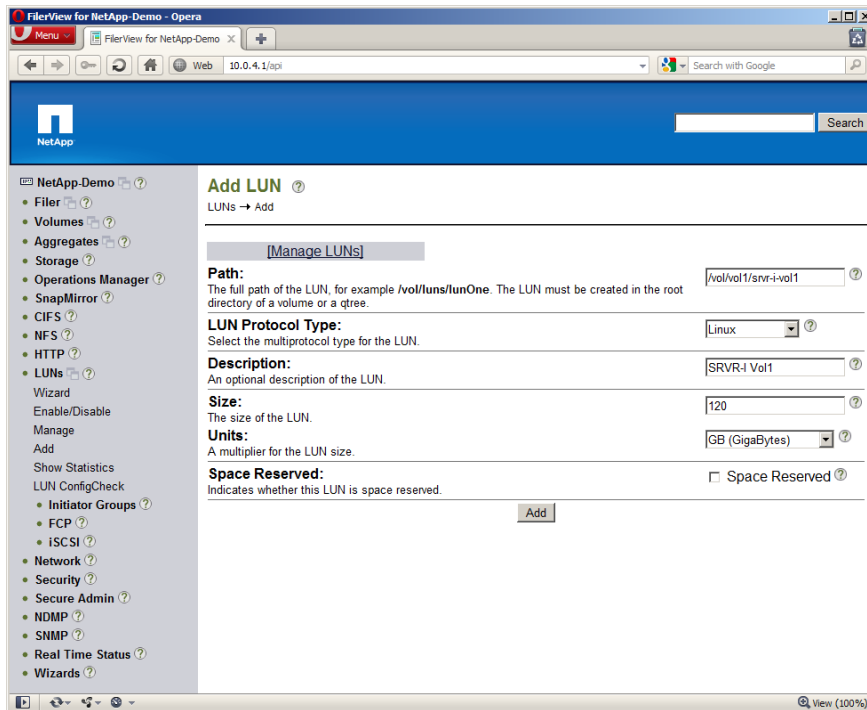 FilerView for NetApp-Demo - Opera
Menu
FilerView for NetApp-Demo
Web
10.0.4.1/api
Search with Google
NetApp
Search
NetApp-Demo
Filer
Volumes
Aggregates
Storage
Operations Manager
SnapMirror
CIFS
NFS
HTTP
LUNs
Wizard
Enable/Disable
Manage
Add
Show Statistics
LUN ConfigCheck
Initiator Groups
FCP
iSCSI
Network
Security
Secure Admin
NDMP
SNMP
Real Time Status
Wizards
Add LUN
LUNs → Add
[Manage LUNs]
Path:
The full path of the LUN, for example /vol/luns/lunOne. The LUN must be created in the root
directory of a volume or a qtree.
/vol/vol1/srvr-i-vol1
LUN Protocol Type:
Select the multiprotocol type for the LUN.
Linux
Description:
An optional description of the LUN.
SRVR-I Vol1
Size:
The size of the LUN.
120
Units:
A multiplier for the LUN size.
GB (GigaBytes)
Space Reserved:
Indicates whether this LUN is space reserved.
Space Reserved
Add
View (100%)